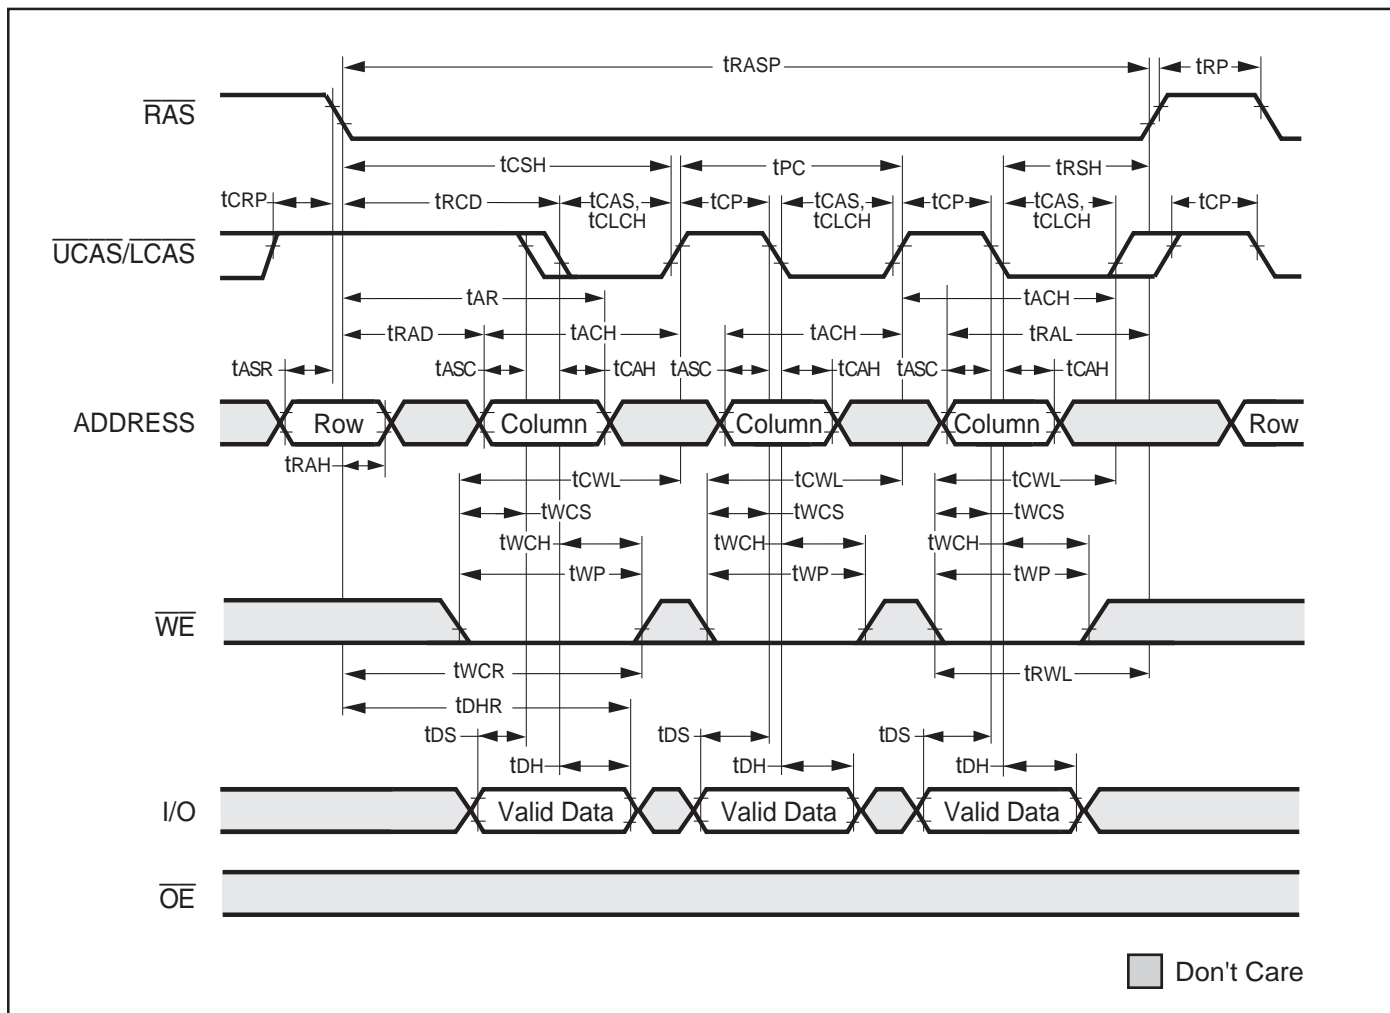 tRASP tRP
RAS
tCSH tPC tRSH
tCRP tRCD tCAS, tCP tCAS, tCP tCAS, tCP
tCLCH tCLCH tCLCH
UCAS/LCAS
tAR tACH
tRAD tACH tACH tRAL
tASR tASC tCAH tASC tCAH tASC tCAH
ADDRESS Row Column Column Column Row
tRAH
tCWL tCWL tCWL
tWCS tWCS tWCS
tWCH tWCH tWCH
tWP tWP tWP
WE
tWCR tRWL
tDHR
tDS tDS tDS
tDH tDH tDH
I/O Valid Data Valid Data Valid Data
OE
Don't Care